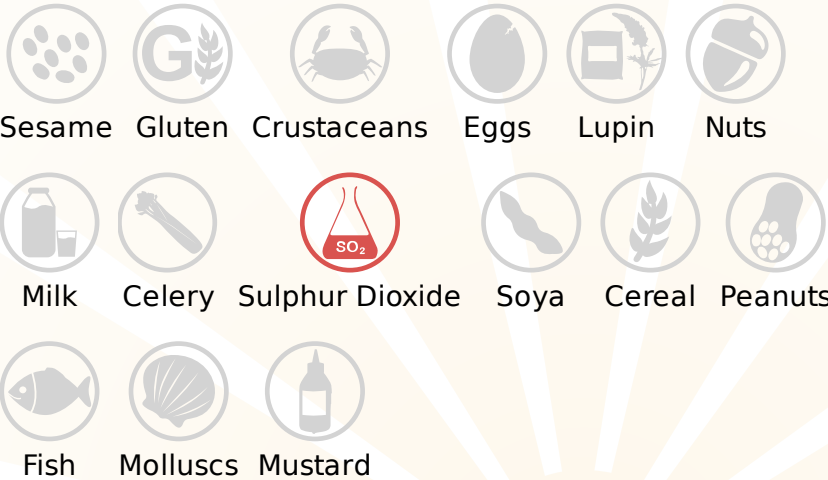 G
Sesame Gluten Crustaceans Eggs Lupin Nuts
SO₂
Milk Celery Sulphur Dioxide Soya Cereal Peanuts
Fish Molluscs Mustard